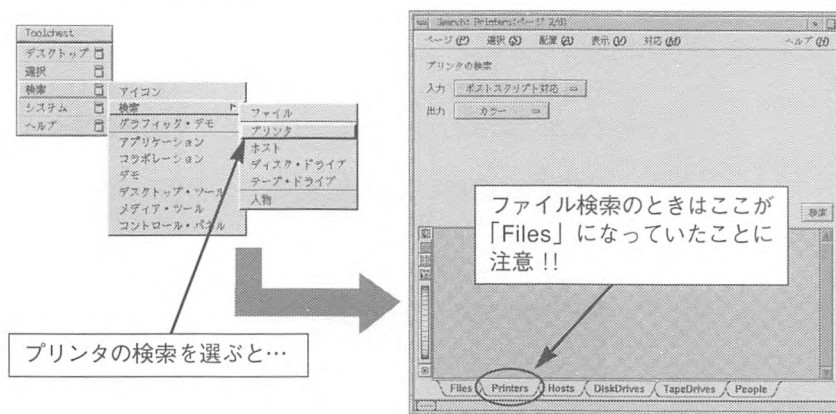 Toolchest
デスクトップ
選択
検索
システム
ヘルプ
アイコン
検索
グラフィック・デモ
アプリケーション
コラボレーション
デモ
デスクトップ・ツール
メディア・ツール
コントロール・パネル
ファイル
プリンタ
ホスト
ディスク・ドライブ
テープ・ドライブ
人物
プリンタの検索を選ぶと…
Search: Printers(ページ 2/6)
ページ(P) 選択(S) 配置(A) 表示(V) 対応(M) ヘルプ(H)
プリンタの検索
入力 ポストスクリプト対応
出力 カラー
検索
ファイル検索のときはここが
「Files」になっていたことに
注意!!
Files Printers Hosts DiskDrives TapeDrives People